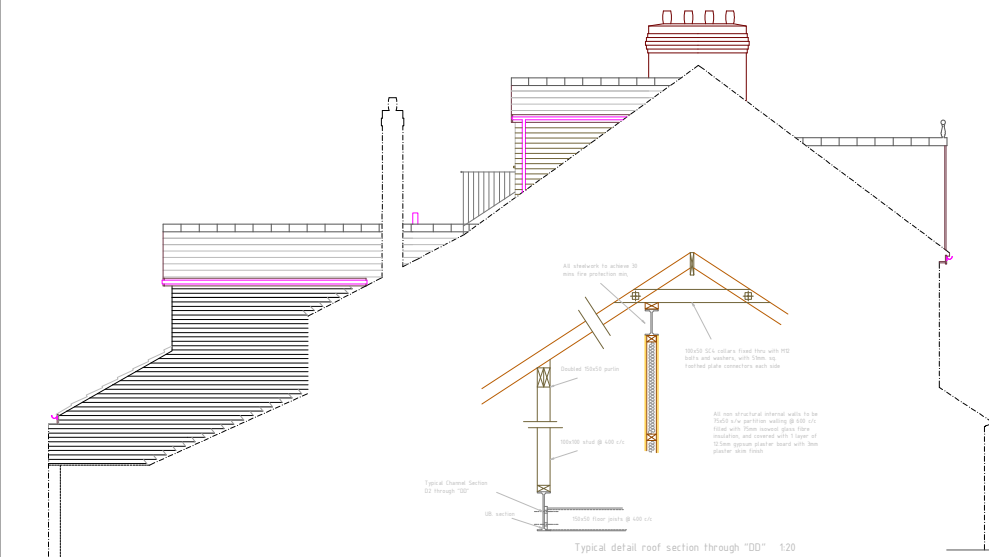 All steelwork to achieve 30
mins fire protection min,
100x50 SC4 collars fixed thro with M12
bolts and washers, with 51mm. sq.
toothed plate connectors each side
Doubled 150x50 purlin
All non structural internal walls to be
75x50 s/w partition walling @ 600 c/c
filled with 75mm isowool glass fibre
insulation, and covered with 1 layer of
12.5mm gypsum plaster board with 3mm
plaster skim finish
100x100 stud @ 400 c/c
Typical Channel Section
D2 through "DD"
UB. section
150x50 floor joists @ 400 c/c
Typical detail roof section through "DD" 1:20